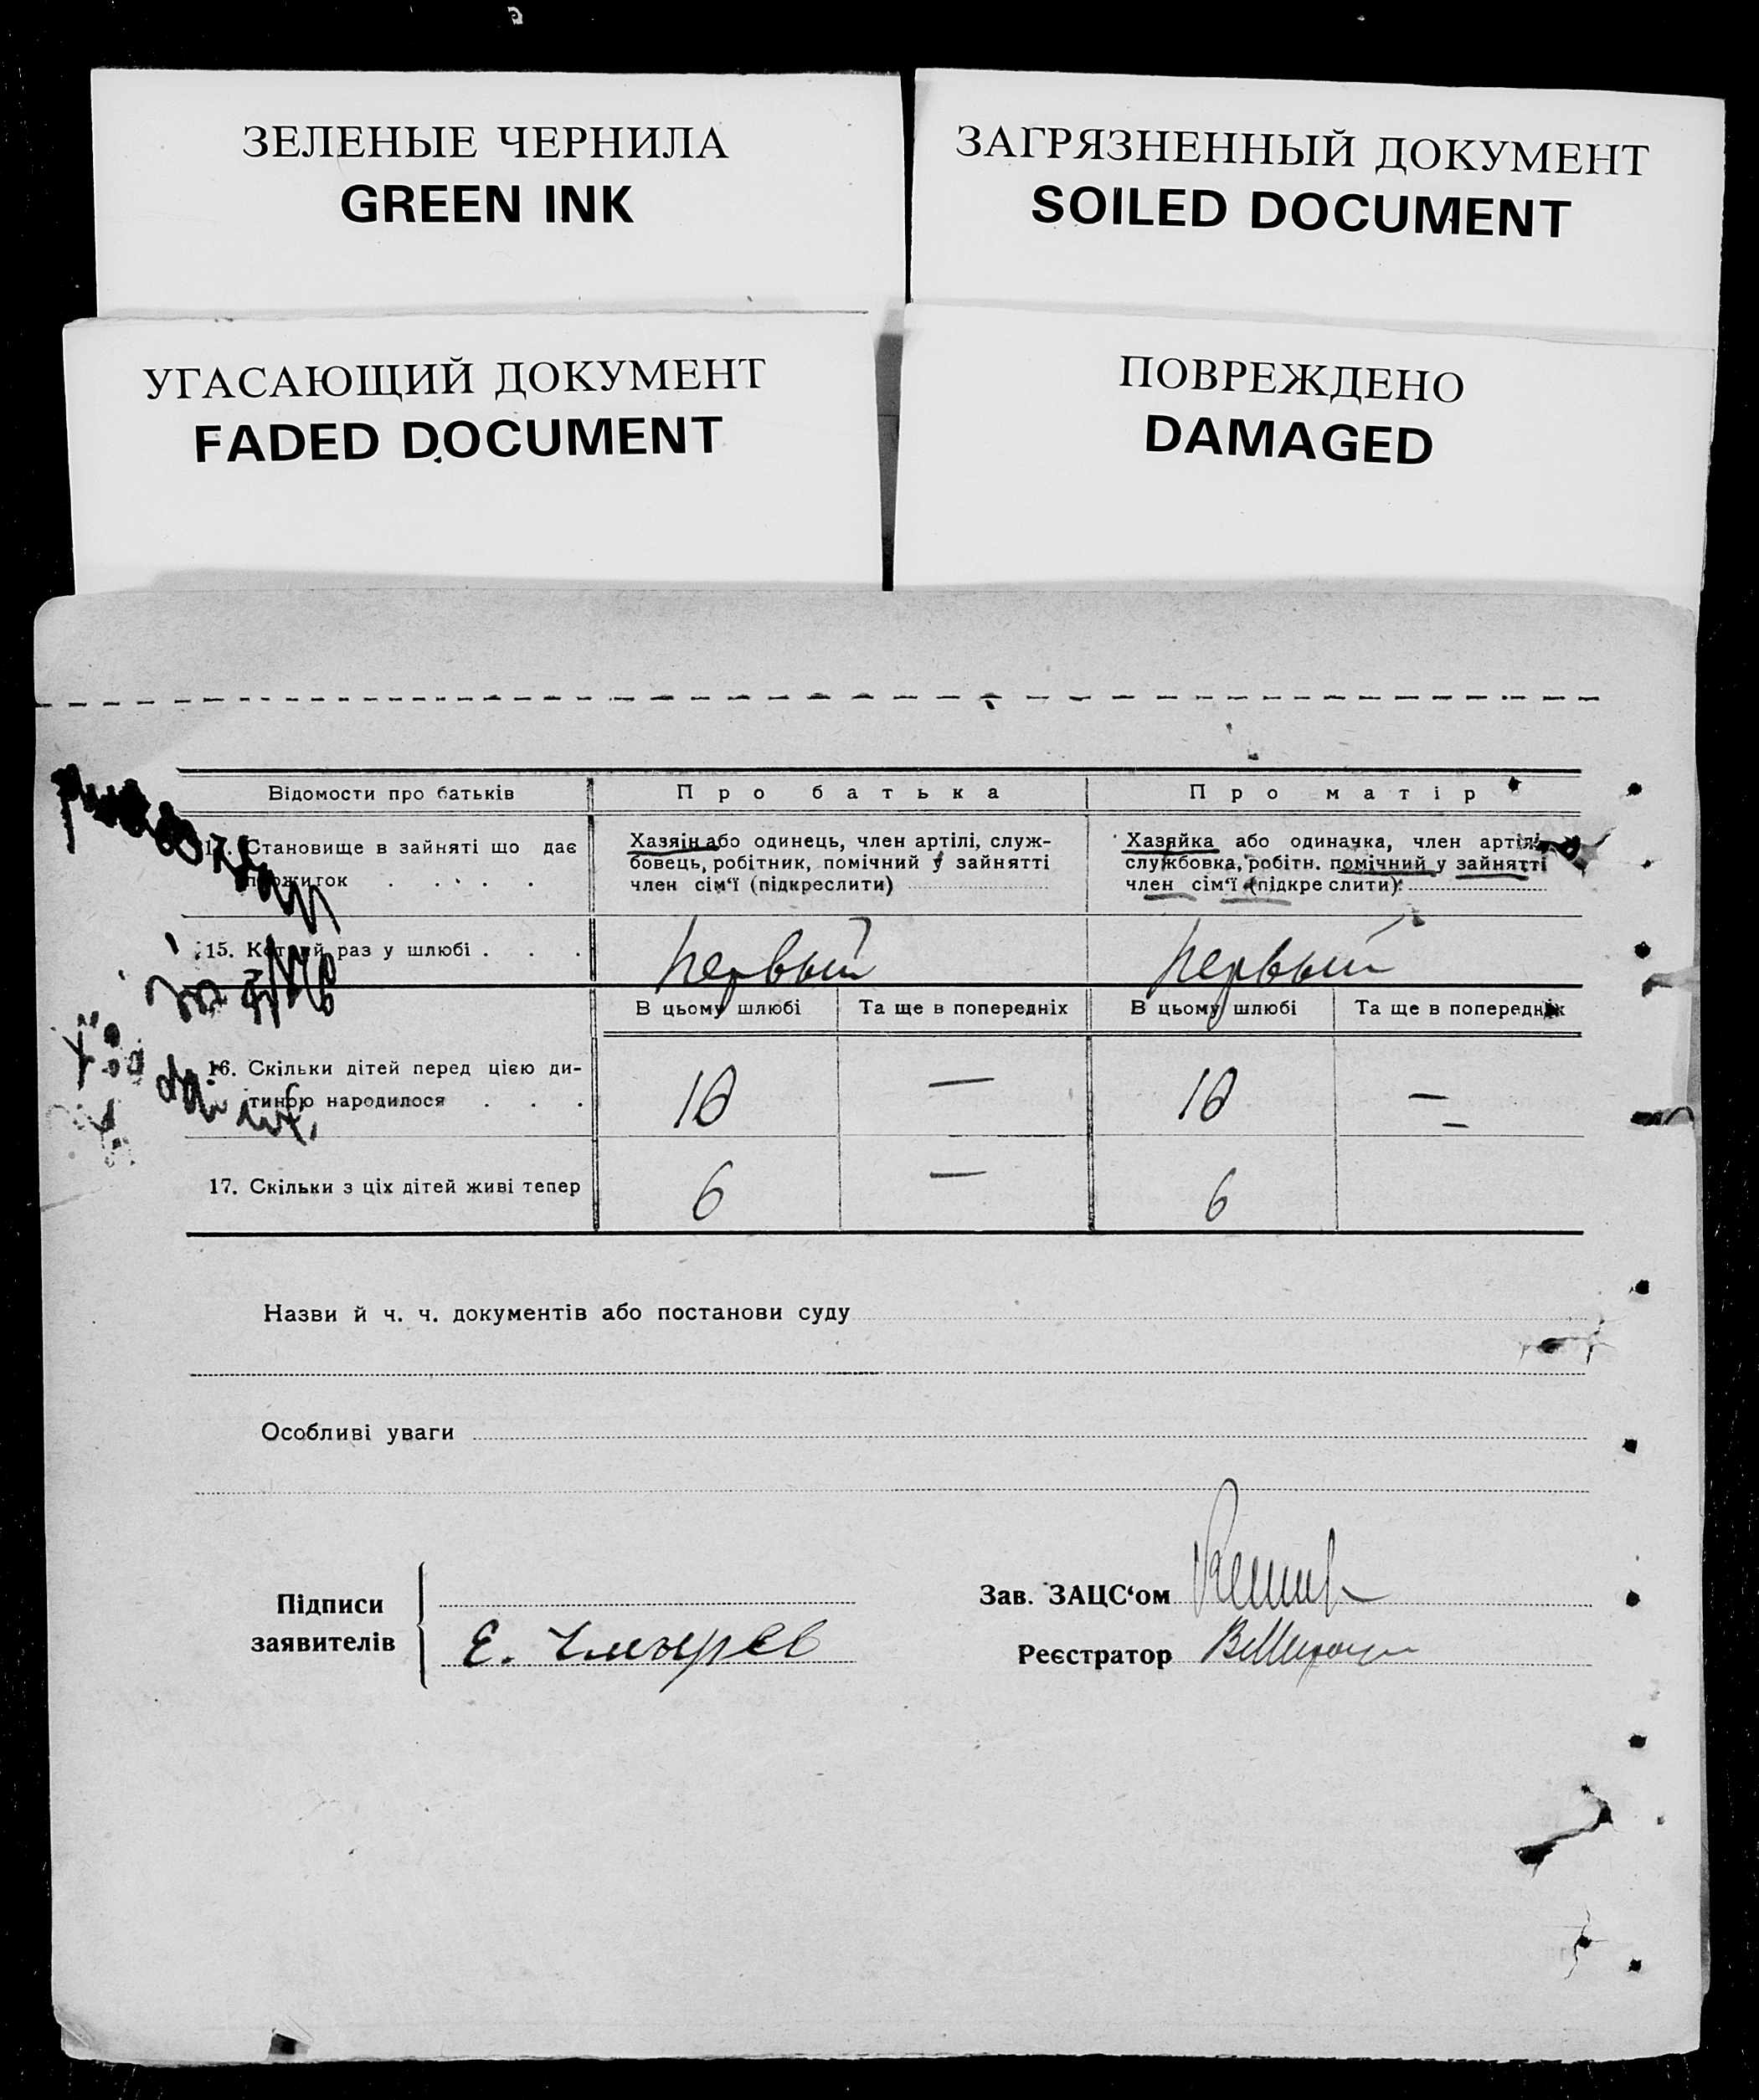 ЗЕЛЕНЫЕ ЧЕРНИЛА
GREEN INK
ЗАГРЯЗНЕННЫЙ ДОКУМЕНТ
SOILED DOCUMENT
УГАСАЮЩИЙ ДОКУМЕНТ
FADED DOCUMENT
ПОВРЕЖДЕНО
DAMAGED
Відомости про батьків
Про батька
Про матір
Становище в зайняті що дає
Хазяїн або одинець, член артілі, служ-
бовець, робітник, помічний у зайнятті
член сім‘ї (підкреслити)
Хазяйка або одиначка, член артілі
службовка, робітн. помічний у зайнятті
член сім‘ї (підкреслити)
15. Котрий раз у шлюбі . . .
первый
первый
В цьому шлюбі
Та ще в попередніх
В цьому шлюбі
Та ще в попередніх
16. Скільки дітей перед цією ди-
тиною народилося . . .
10
—
10
—
17. Скільки з ціх дітей живі тепер
6
—
6
Назви й ч. ч. документів або постанови суду
Особливі уваги
Підписи
заявителів
Е.
Зав. ЗАЦС‘ом
Реєстратор